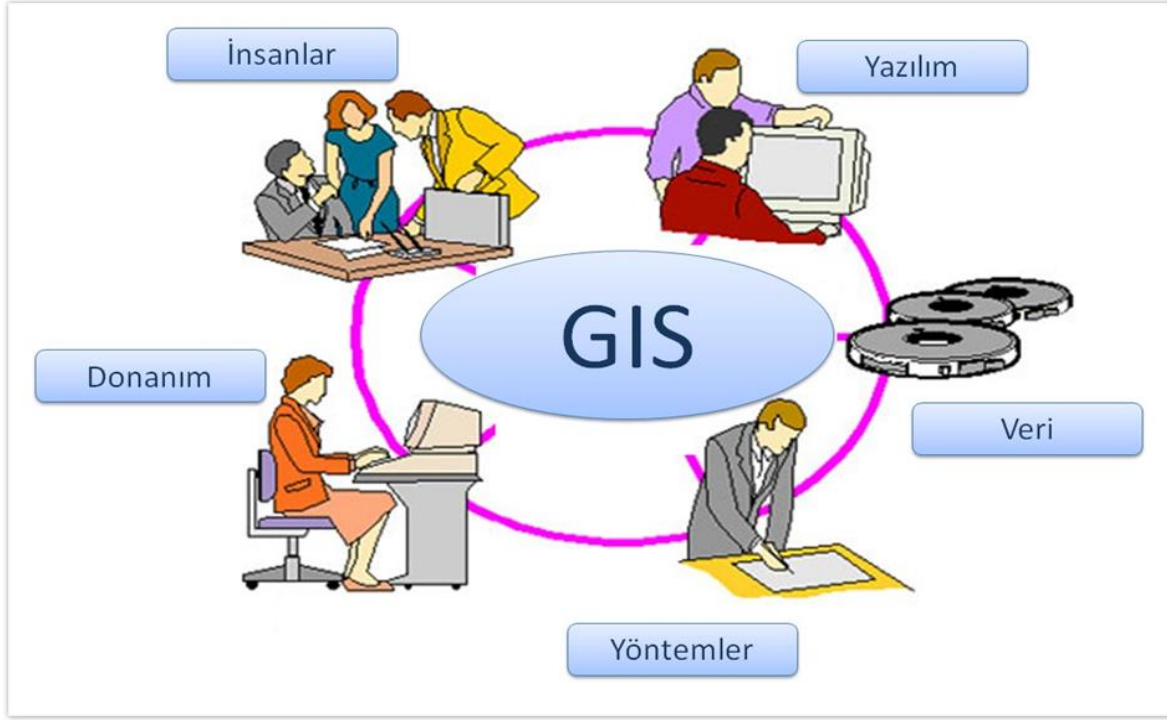 İnsanlar
Yazılım
GIS
Donanım
Veri
Yöntemler